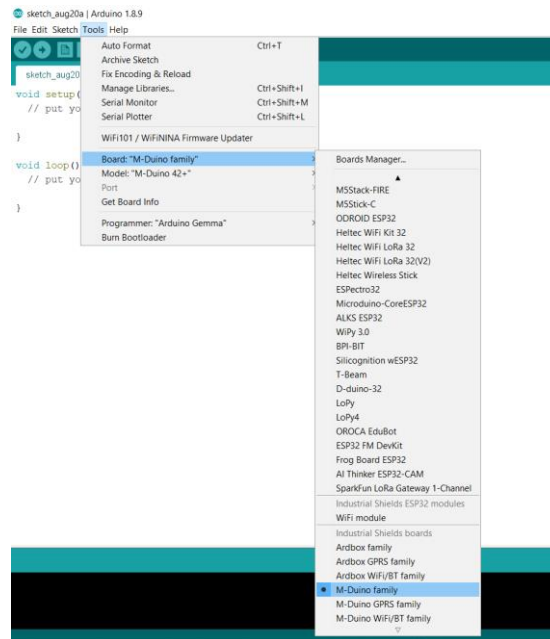 sketch_aug20a | Arduino 1.8.9
File Edit Sketch Tools Help
sketch_aug20
void setup(
// put yo
}
void loop()
// put yo
}
Auto Format Ctrl+T
Archive Sketch
Fix Encoding & Reload
Manage Libraries... Ctrl+Shift+I
Serial Monitor Ctrl+Shift+M
Serial Plotter Ctrl+Shift+L
WiFi101 / WiFiNINA Firmware Updater
Board: "M-Duino family"
Model: "M-Duino 42+"
Port
Get Board Info
Programmer: "Arduino Gemma"
Burn Bootloader
Boards Manager...
M5Stack-FIRE
M5Stick-C
ODROID ESP32
Heltec WiFi Kit 32
Heltec WiFi LoRa 32
Heltec WiFi LoRa 32(V2)
Heltec Wireless Stick
ESPectro32
Microduino-CoreESP32
ALKS ESP32
WiPy 3.0
BPI-BIT
Silicognition wESP32
T-Beam
D-duino-32
LoPy
LoPy4
OROCA EduBot
ESP32 FM DevKit
Frog Board ESP32
AI Thinker ESP32-CAM
SparkFun LoRa Gateway 1-Channel
Industrial Shields ESP32 modules
WiFi module
Industrial Shields boards
Ardbox family
Ardbox GPRS family
Ardbox WiFi/BT family
M-Duino family
M-Duino GPRS family
M-Duino WiFi/BT family